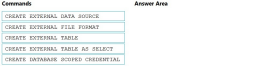 Commands
Answer Area
CREATE EXTERNAL DATA SOURCE
CREATE EXTERNAL FILE FORMAT
CREATE EXTERNAL TABLE
CREATE EXTERNAL TABLE AS SELECT
CREATE DATABASE SCOPED CREDENTIAL